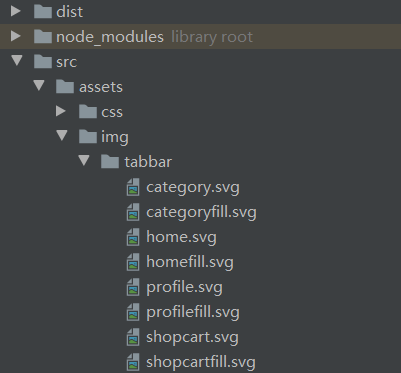 dist
node_modules library root
src
assets
css
img
tabbar
category.svg
categoryfill.svg
home.svg
homefill.svg
profile.svg
profilefill.svg
shopcart.svg
shopcartfill.svg